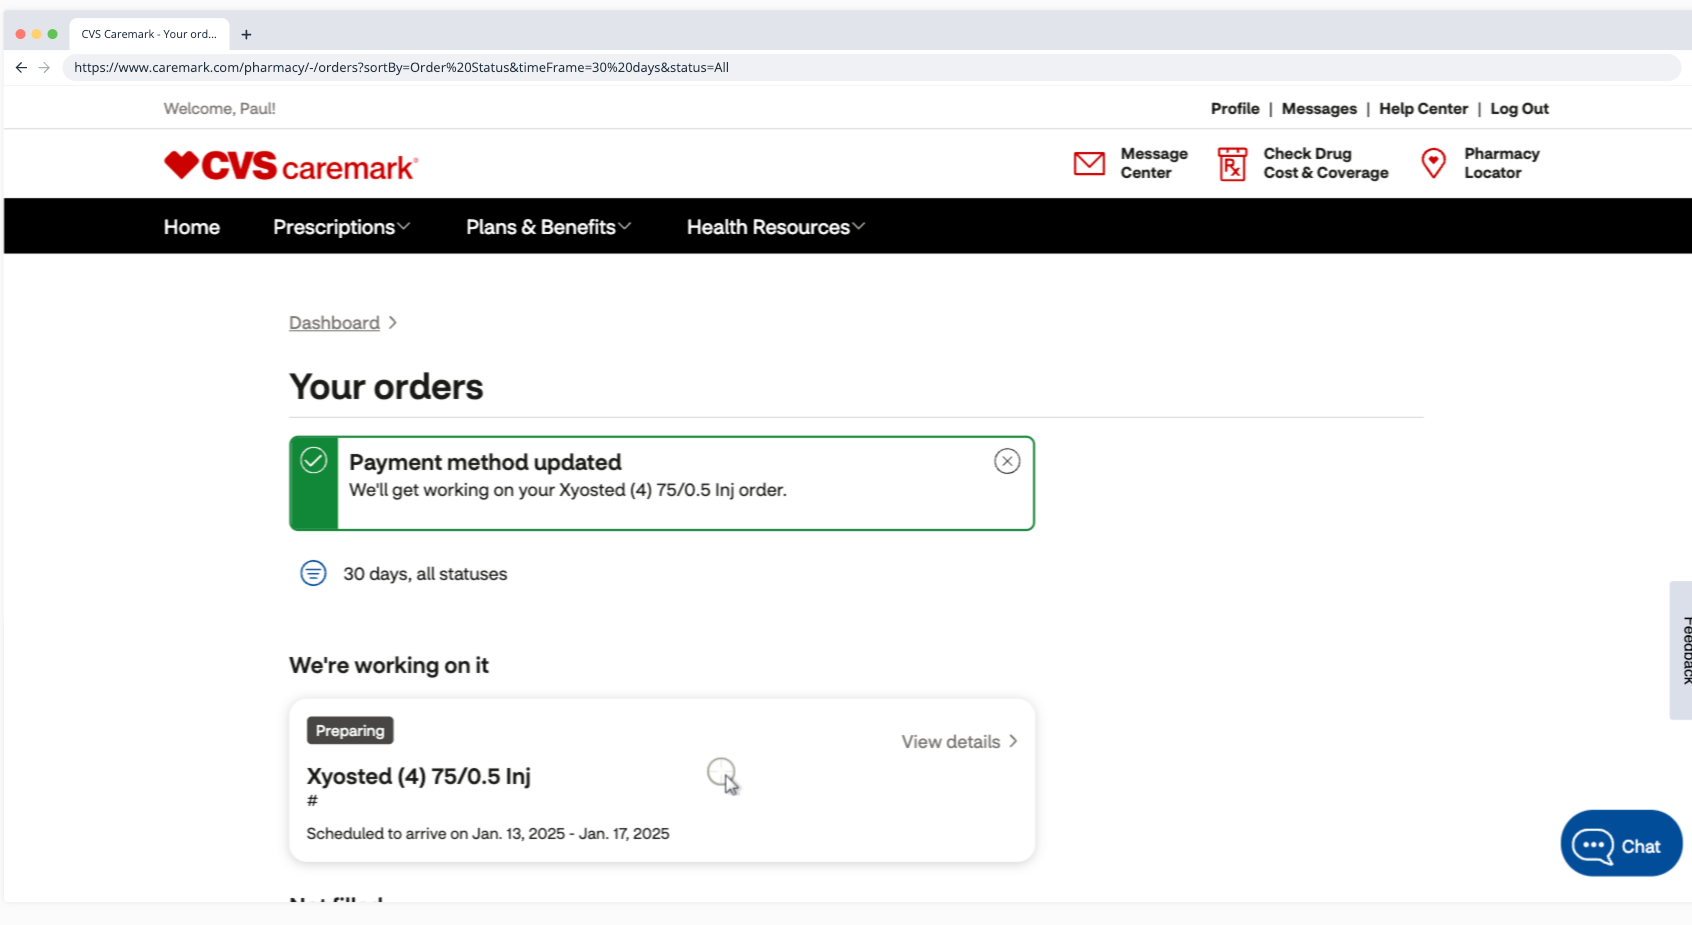 CVS Caremark - Your ord...
https://www.caremark.com/pharmacy/-/orders?sortBy=Order%20Status&timeFrame=30%20days&status=All
Welcome, Paul!
Profile | Messages | Help Center | Log Out
CVS caremark®
Message
Center
Check Drug
Cost & Coverage
Pharmacy
Locator
Home
Prescriptions
Plans & Benefits
Health Resources
Dashboard
Your orders
Payment method updated
We'll get working on your Xyosted (4) 75/0.5 Inj order.
30 days, all statuses
Feedback
We're working on it
Preparing
View details
Xyosted (4) 75/0.5 Inj
#
Scheduled to arrive on Jan. 13, 2025 - Jan. 17, 2025
Chat